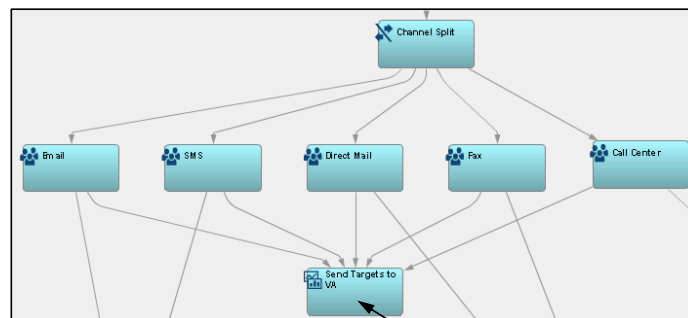 Channel Split
Email
SMS
Direct Mail
Fax
Call Center
Send Targets to
VA